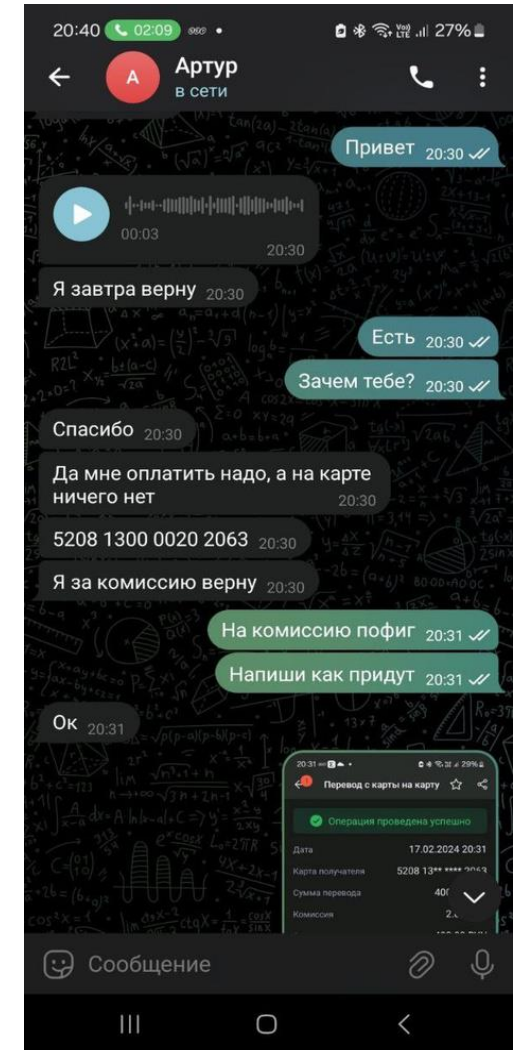 20:40 02:09
27%
А
Артур
в сети
Привет 20:30
00:03
20:30
Я завтра верну 20:30
Есть 20:30
Зачем тебе? 20:30
Спасибо 20:30
Да мне оплатить надо, а на карте
ничего нет 20:30
5208 1300 0020 2063 20:30
Я за комиссию верну 20:30
На комиссию пофиг 20:31
Напиши как придут 20:31
Ок 20:31
20:31 29%
Перевод с карты на карту
Операция проведена успешно
Дата 17.02.2024 20:31
Карта получателя 5208 13** ****
Сумма перевода
Комиссия
Сообщение